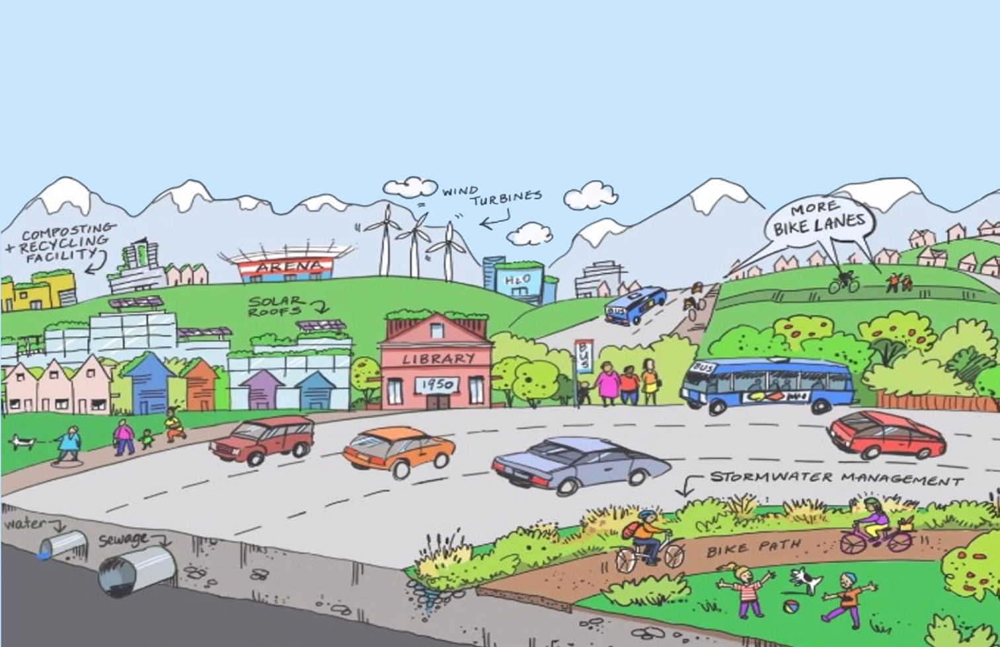 WIND
TURBINES
MORE
BIKE LANES
COMPOSTING
+ RECYCLING
FACILITY
ARENA
H2O
SOLAR
ROOFS
BUS
BUS
LIBRARY
1950
BUS
STORMWATER MANAGEMENT
water
sewage
BIKE PATH